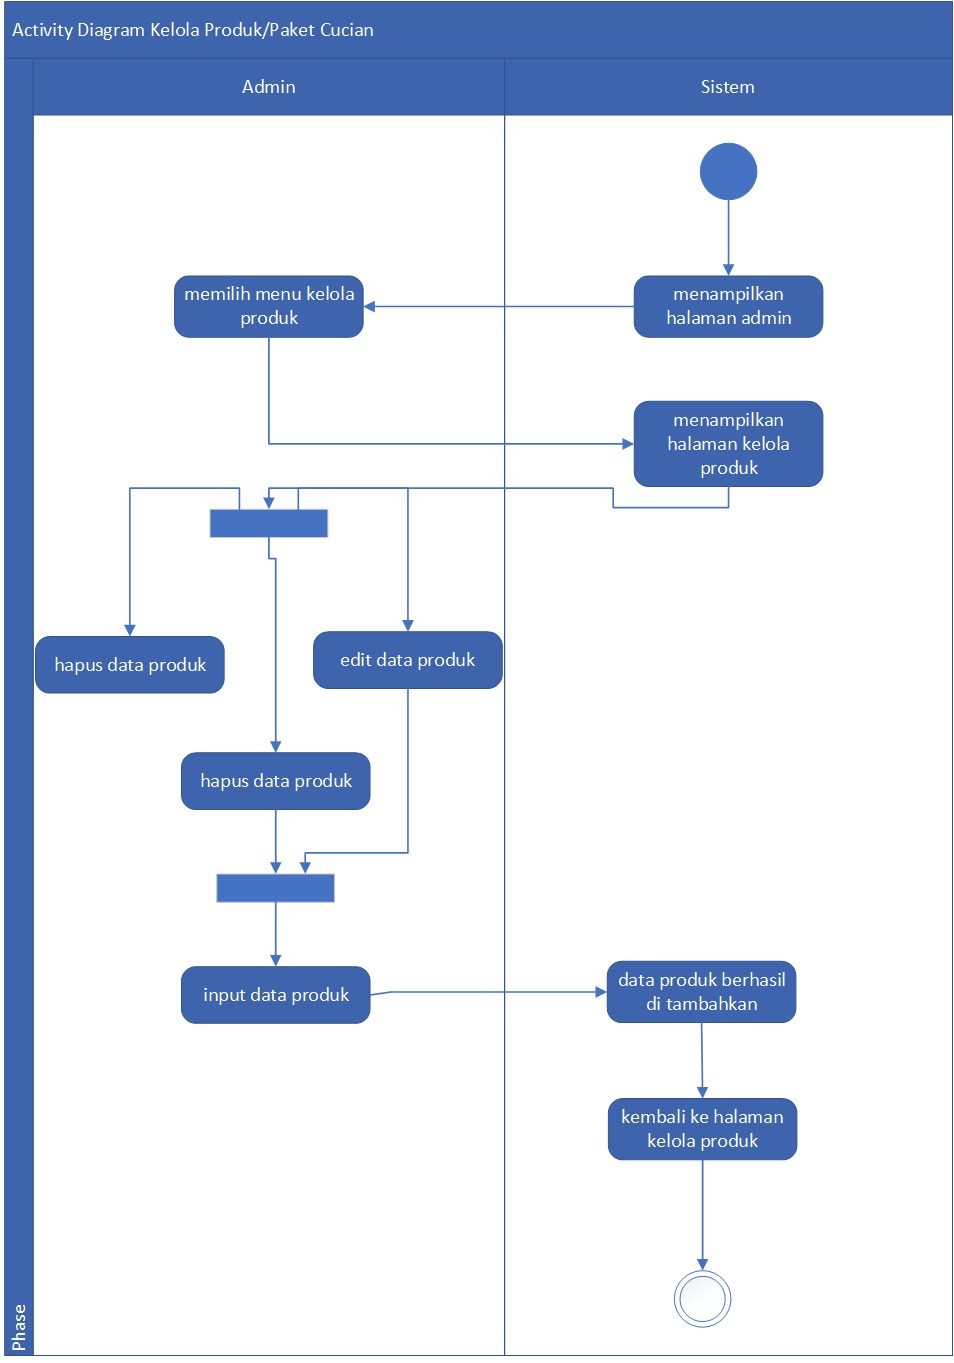 Activity Diagram Kelola Produk/Paket Cucian
Admin
Sistem
memilih menu kelola
produk
menampilkan
halaman admin
menampilkan
halaman kelola
produk
hapus data produk
edit data produk
hapus data produk
input data produk
data produk berhasil
di tambahkan
kembali ke halaman
kelola produk
Phase